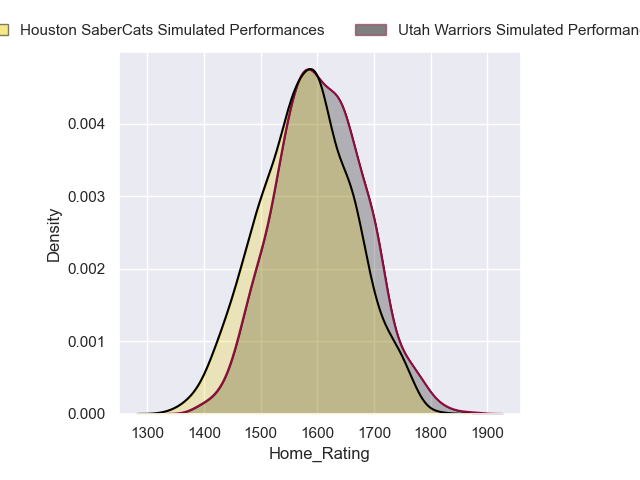 Houston SaberCats Simulated Performances
Utah Warriors Simulated
0.004
0.003
0.002
0.001
0.000
Density
1300 1400 1500 1600 1700 1800 1900
Home_Rating